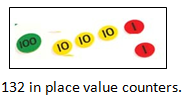 100 10 10 10 1
1
132 in place value counters.